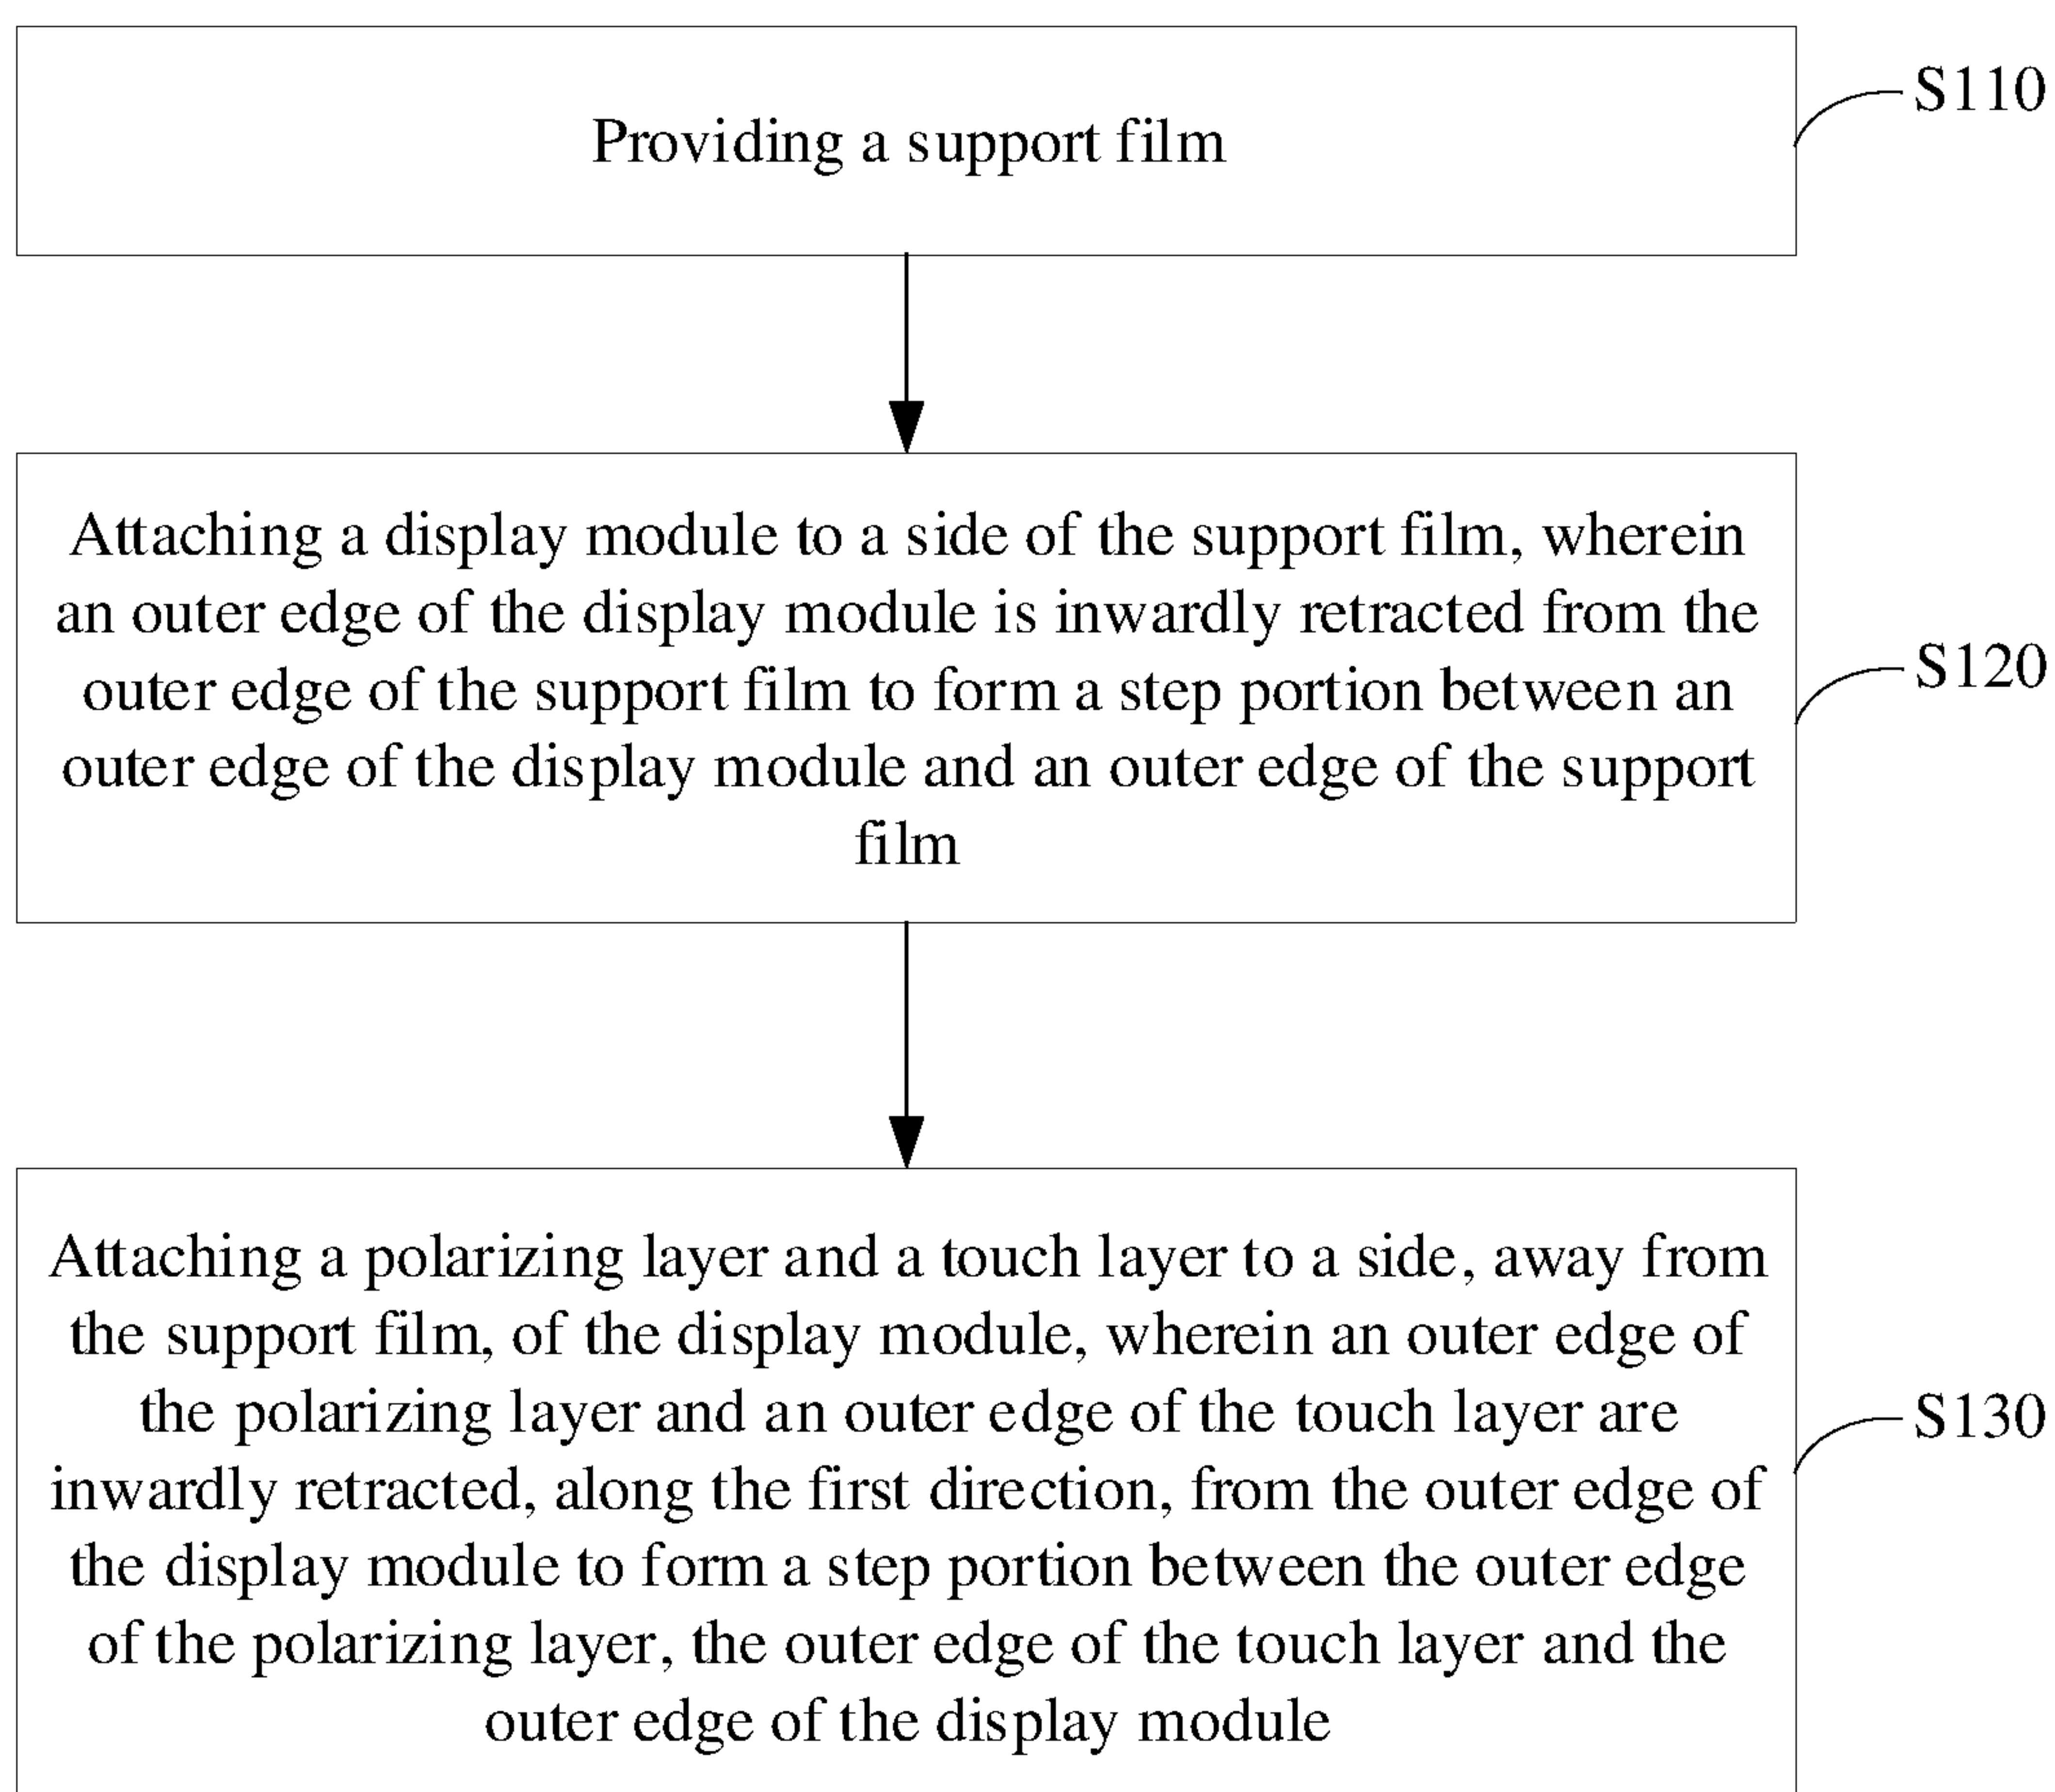 Providing a support film
S110
Attaching a display module to a side of the support film, wherein
an outer edge of the display module is inwardly retracted from the
outer edge of the support film to form a step portion between an
outer edge of the display module and an outer edge of the support
film
S120
Attaching a polarizing layer and a touch layer to a side, away from
the support film, of the display module, wherein an outer edge of
the polarizing layer and an outer edge of the touch layer are
inwardly retracted, along the first direction, from the outer edge of
the display module to form a step portion between the outer edge
of the polarizing layer, the outer edge of the touch layer and the
outer edge of the display module
S130